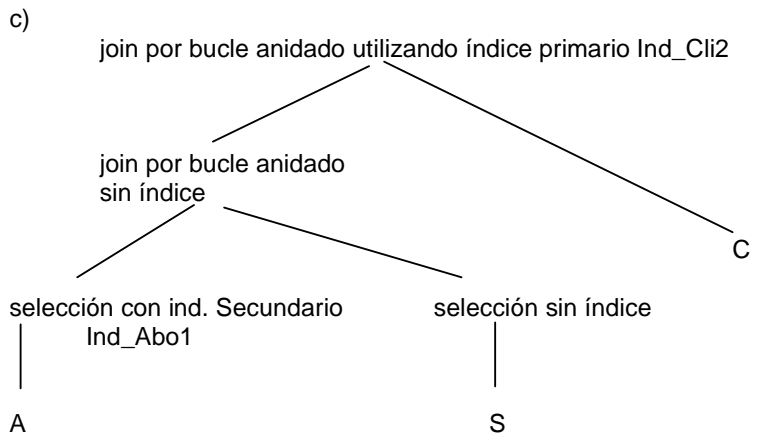 c)
join por bucle anidado utilizando índice primario Ind_Cli2
join por bucle anidado
sin índice
C
selección con ind. Secundario
Ind_Abo1
selección sin índice
A
S